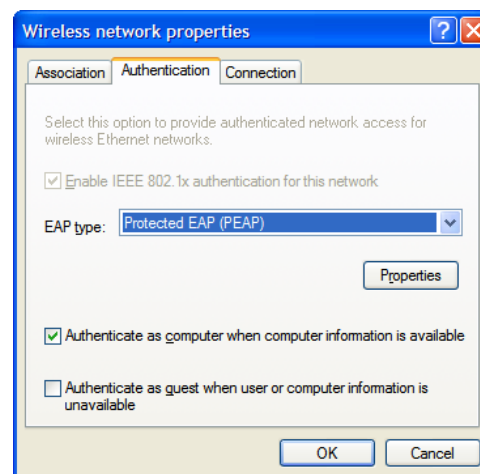 Wireless network properties
Association Authentication Connection
Select this option to provide authenticated network access for
wireless Ethernet networks.
Enable IEEE 802.1x authentication for this network
EAP type: Protected EAP (PEAP)
Properties
Authenticate as computer when computer information is available
Authenticate as guest when user or computer information is
unavailable
OK Cancel